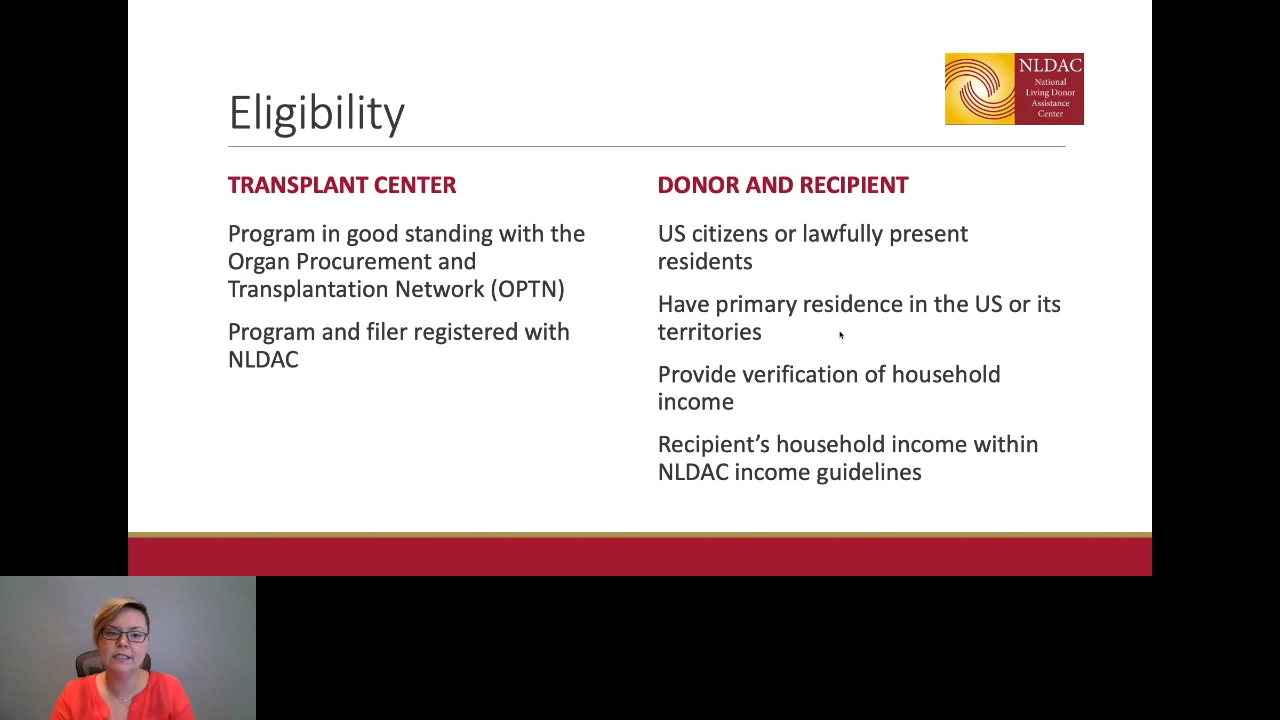 Eligibility
NLDAC
National
Living Donor
Assistance
Center
TRANSPLANT CENTER
Program in good standing with the
Organ Procurement and
Transplantation Network (OPTN)
Program and filer registered with
NLDAC
DONOR AND RECIPIENT
US citizens or lawfully present
residents
Have primary residence in the US or its
territories
Provide verification of household
income
Recipient’s household income within
NLDAC income guidelines